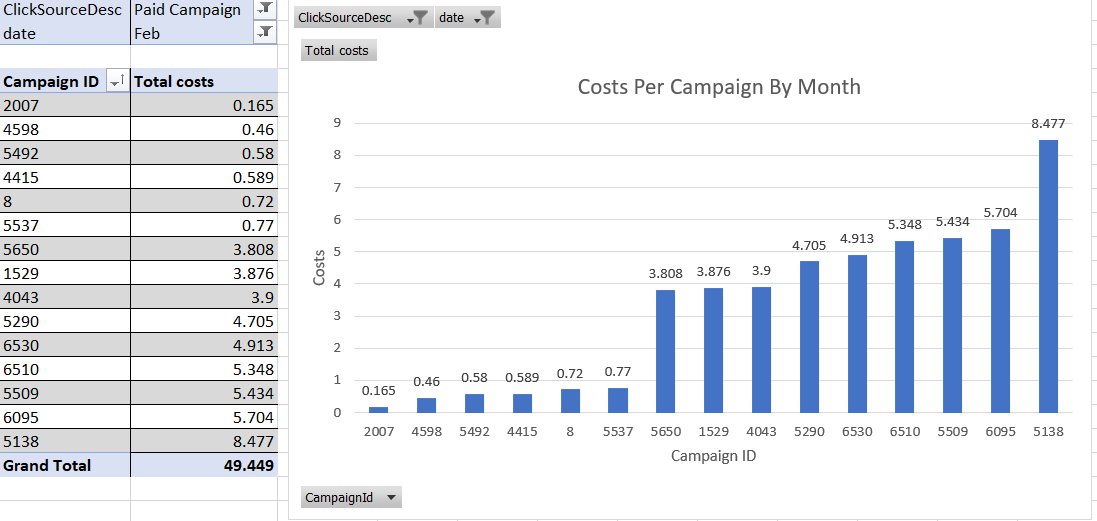 ClickSourceDesc Paid Campaign
date Feb
Campaign ID Total costs
2007 0.165
4598 0.46
5492 0.58
4415 0.589
8 0.72
5537 0.77
5650 3.808
1529 3.876
4043 3.9
5290 4.705
6530 4.913
6510 5.348
5509 5.434
6095 5.704
5138 8.477
Grand Total 49.449
ClickSourceDesc date
Total costs
Costs Per Campaign By Month
9
8
7
6
5
4
3
2
1
0
Costs
0.165 0.46 0.58 0.589 0.72 0.77 3.808 3.876 3.9 4.705 4.913 5.348 5.434 5.704 8.477
2007 4598 5492 4415 8 5537 5650 1529 4043 5290 6530 6510 5509 6095 5138
Campaign ID
CampaignId